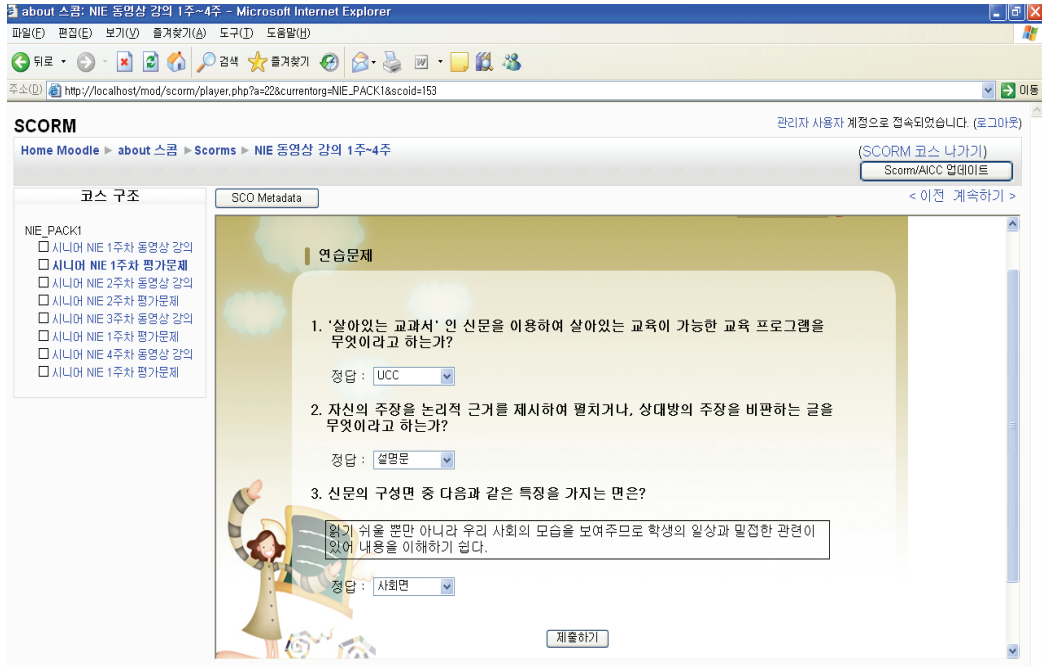 about 스콤: NIE 동영상 강의 1주~4주 - Microsoft Internet Explorer
파일(F) 편집(E) 보기(V) 즐겨찾기(A) 도구(T) 도움말(H)
뒤로 검색 즐겨찾기
주소(D) http://localhost/mod/scorm/player.php?a=22&currentorg=NIE_PACK1&scoid=153 이동
SCORM
관리자 사용자 계정으로 접속되었습니다. (로그아웃)
Home Moodle ▶ about 스콤 ▶ Scorms ▶ NIE 동영상 강의 1주~4주
(SCORM 코스 나가기)
Scorm/AICC 업데이트
코스 구조
SCO Metadata
< 이전 계속하기 >
NIE_PACK1
시니어 NIE 1주차 동영상 강의
시니어 NIE 1주차 평가문제
시니어 NIE 2주차 동영상 강의
시니어 NIE 2주차 평가문제
시니어 NIE 3주차 동영상 강의
시니어 NIE 1주차 평가문제
시니어 NIE 4주차 동영상 강의
시니어 NIE 1주차 평가문제
연습문제
1. '살아있는 교과서' 인 신문을 이용하여 살아있는 교육이 가능한 교육 프로그램을
무엇이라고 하는가?
정답 : UCC
2. 자신의 주장을 논리적 근거를 제시하여 펼치거나, 상대방의 주장을 비판하는 글을
무엇이라고 하는가?
정답 : 설명문
3. 신문의 구성면 중 다음과 같은 특징을 가지는 면은?
읽기 쉬울 뿐만 아니라 우리 사회의 모습을 보여주므로 학생의 일상과 밀접한 관련이
있어 내용을 이해하기 쉽다.
정답 : 사회면
제출하기